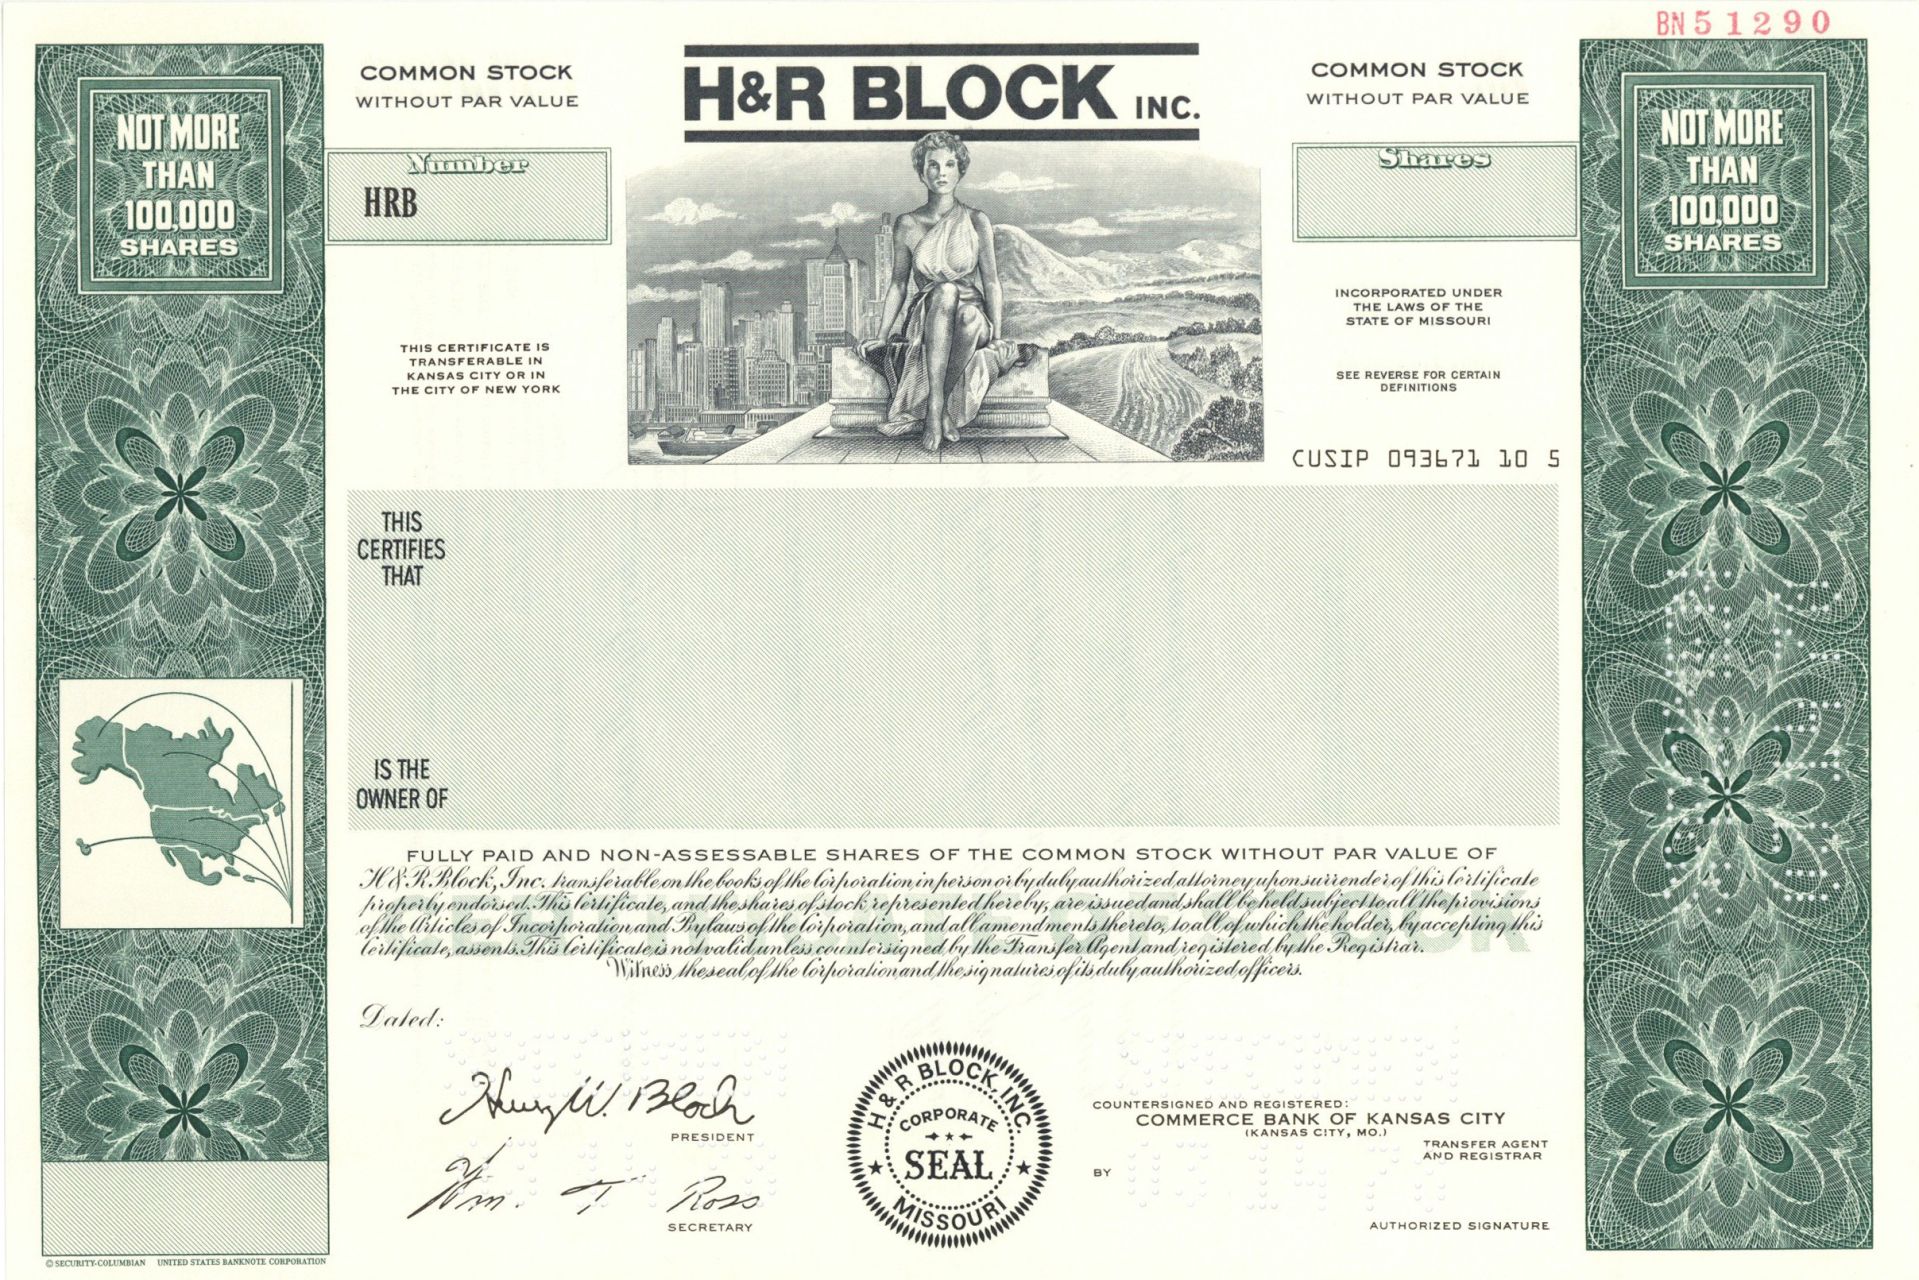 BN51290
COMMON STOCK
WITHOUT PAR VALUE
H&R BLOCK INC.
COMMON STOCK
WITHOUT PAR VALUE
NOT MORE
THAN
100,000
SHARES
Number
HRB
Shares
NOT MORE
THAN
100,000
SHARES
THIS CERTIFICATE IS
TRANSFERABLE IN
KANSAS CITY OR IN
THE CITY OF NEW YORK
INCORPORATED UNDER
THE LAWS OF THE
STATE OF MISSOURI
SEE REVERSE FOR CERTAIN
DEFINITIONS
CUSIP 093671 10 5
THIS
CERTIFIES
THAT
IS THE
OWNER OF
FULLY PAID AND NON-ASSESSABLE SHARES OF THE COMMON STOCK WITHOUT PAR VALUE OF
H & R Block, Inc. transferable on the books of the Corporation in person or by duly authorized attorney upon surrender of this Certificate
properly endorsed. This Certificate, and the shares of stock represented hereby, are issued and shall be held subject to all the provisions
of the Articles of Incorporation and Bylaws of the Corporation, and all amendments thereto, to all of which the holder, by accepting this
Certificate, assents. This Certificate is not valid unless countersigned by the Transfer Agent and registered by the Registrar.
Witness, the seal of the Corporation and the signatures of its duly authorized officers.
Dated:
Henry W. Bloch
PRESIDENT
Wm. T. Ross
SECRETARY
H & R BLOCK, INC.
CORPORATE
SEAL
MISSOURI
COUNTERSIGNED AND REGISTERED:
COMMERCE BANK OF KANSAS CITY
(KANSAS CITY, MO.)
TRANSFER AGENT
AND REGISTRAR
BY
AUTHORIZED SIGNATURE
© SECURITY-COLUMBIAN UNITED STATES BANKNOTE CORPORATION